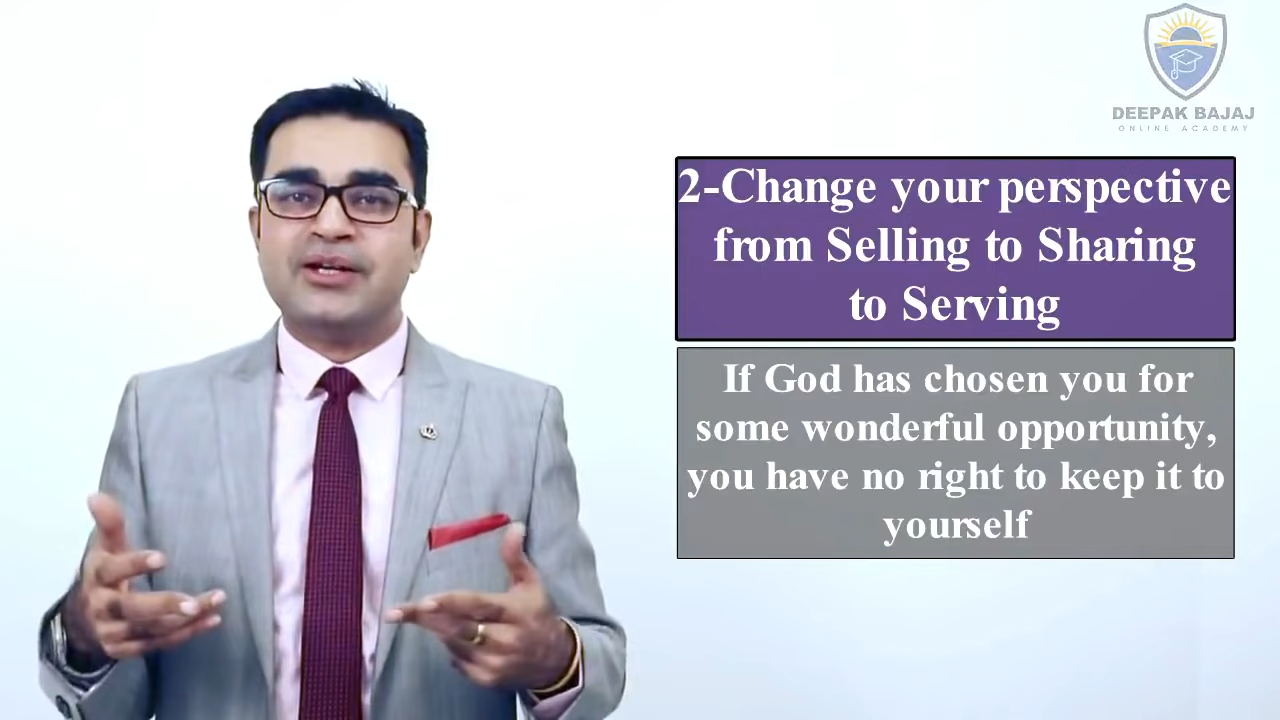 DEEPAK BAJAJ
ONLINE ACADEMY
2-Change your perspective
from Selling to Sharing
to Serving
If God has chosen you for
some wonderful opportunity,
you have no right to keep it to
yourself